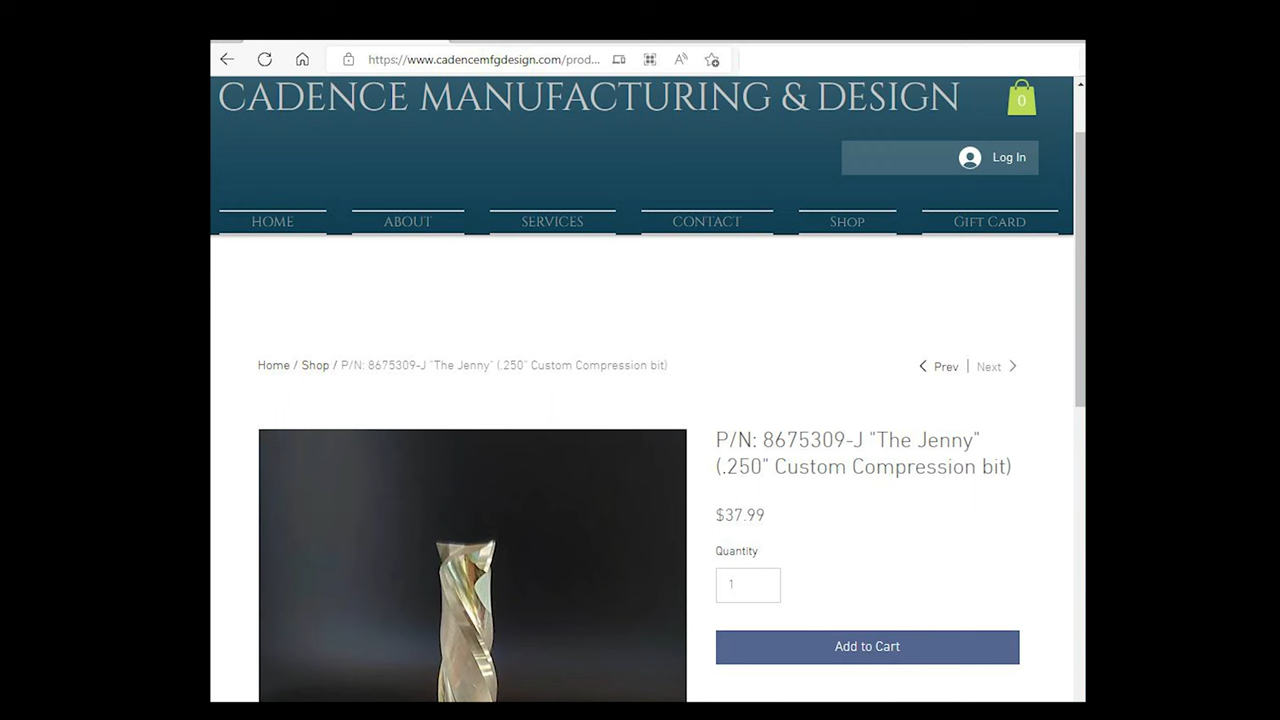 https://www.cadencemfgdesign.com/prod...
CADENCE MANUFACTURING & DESIGN
0
Log In
HOME
ABOUT
SERVICES
CONTACT
SHOP
GIFT CARD
Home / Shop / P/N: 8675309-J "The Jenny" (.250" Custom Compression bit)
Prev | Next
P/N: 8675309-J "The Jenny"
(.250" Custom Compression bit)
$37.99
Quantity
1
Add to Cart